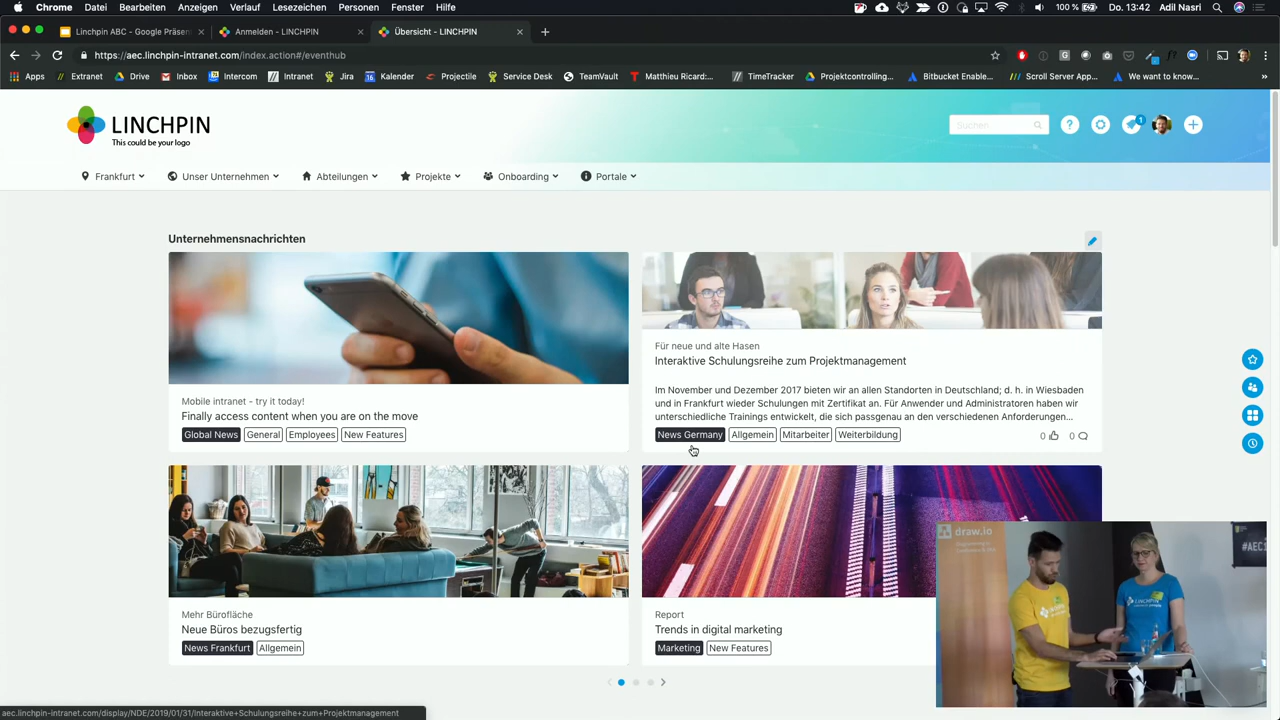 Chrome Datei Bearbeiten Anzeigen Verlauf Lesezeichen Personen Fenster Hilfe 100 % Do. 13:42 Adil Nasri
Linchpin ABC - Google Präsen
Anmelden - LINCHPIN
Übersicht - LINCHPIN
https://aec.linchpin-intranet.com/index.action#/eventhub
Apps Extranet Drive Inbox Intercom Intranet Jira Kalender Projectile Service Desk TeamVault Matthieu Ricard:... TimeTracker Projektcontrolling... Bitbucket Enable... Scroll Server App... We want to know...
LINCHPIN
This could be your logo
Suchen
1
Frankfurt Unser Unternehmen Abteilungen Projekte Onboarding Portale
Unternehmensnachrichten
Mobile intranet - try it today!
Finally access content when you are on the move
Global News General Employees New Features
Für neue und alte Hasen
Interaktive Schulungsreihe zum Projektmanagement
Im November und Dezember 2017 bieten wir an allen Standorten in Deutschland; d. h. in Wiesbaden
und in Frankfurt wieder Schulungen mit Zertifikat an. Für Anwender und Administratoren haben wir
unterschiedliche Trainings entwickelt, die sich passgenau an den verschiedenen Anforderungen...
News Germany Allgemein Mitarbeiter Weiterbildung 0 0
Mehr Bürofläche
Neue Büros bezugsfertig
News Frankfurt Allgemein
Report
Trends in digital marketing
Marketing New Features
draw.io
#AEC
LINCHPIN
aec.linchpin-intranet.com/display/NDE/2019/01/31/Interaktive+Schulungsreihe+zum+Projektmanagement